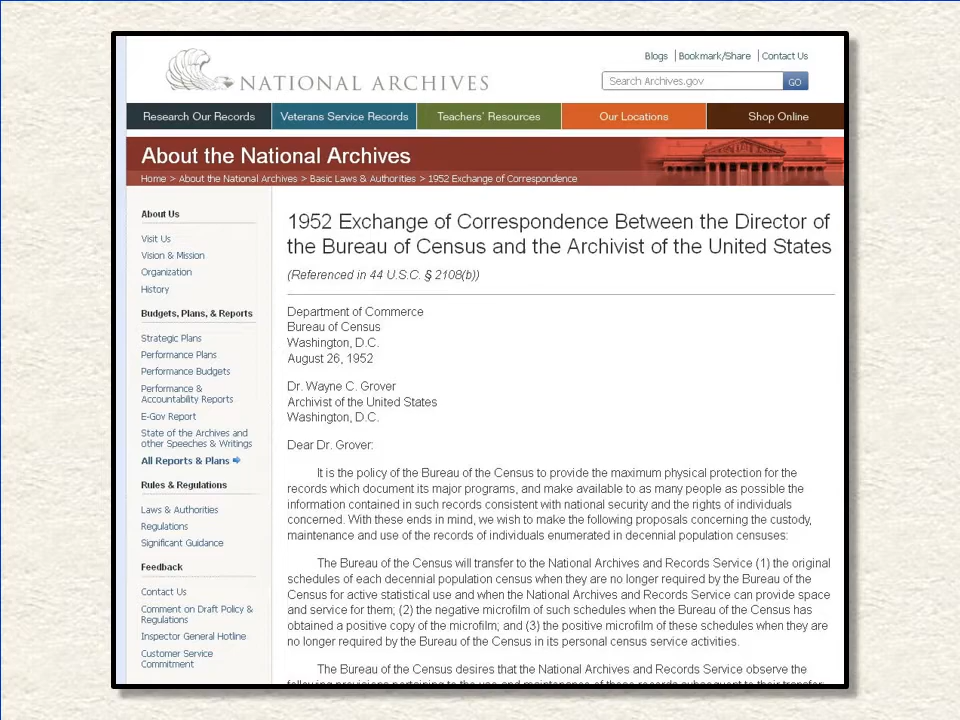 Blogs | Bookmark/Share | Contact Us
NATIONAL ARCHIVES
Search Archives.gov GO
Research Our Records Veterans Service Records Teachers' Resources Our Locations Shop Online
About the National Archives
Home > About the National Archives > Basic Laws & Authorities > 1952 Exchange of Correspondence
About Us
Visit Us
Vision & Mission
Organization
History
Budgets, Plans, & Reports
Strategic Plans
Performance Plans
Performance Budgets
Performance &
Accountability Reports
E-Gov Report
State of the Archives and
other Speeches & Writings
All Reports & Plans
Rules & Regulations
Laws & Authorities
Regulations
Significant Guidance
Feedback
Contact Us
Comment on Draft Policy &
Regulations
Inspector General Hotline
Customer Service
Commitment
1952 Exchange of Correspondence Between the Director of
the Bureau of Census and the Archivist of the United States
(Referenced in 44 U.S.C. § 2108(b))
Department of Commerce
Bureau of Census
Washington, D.C.
August 26, 1952
Dr. Wayne C. Grover
Archivist of the United States
Washington, D.C.
Dear Dr. Grover:
It is the policy of the Bureau of the Census to provide the maximum physical protection for the
records which document its major programs, and make available to as many people as possible the
information contained in such records consistent with national security and the rights of individuals
concerned. With these ends in mind, we wish to make the following proposals concerning the custody,
maintenance and use of the records of individuals enumerated in decennial population censuses:
The Bureau of the Census will transfer to the National Archives and Records Service (1) the original
schedules of each decennial population census when they are no longer required by the Bureau of the
Census for active statistical use and when the National Archives and Records Service can provide space
and service for them; (2) the negative microfilm of such schedules when the Bureau of the Census has
obtained a positive copy of the microfilm; and (3) the positive microfilm of these schedules when they are
no longer required by the Bureau of the Census in its personal census service activities.
The Bureau of the Census desires that the National Archives and Records Service observe the
following provisions pertaining to the use and maintenance of these records subsequent to their transfer: